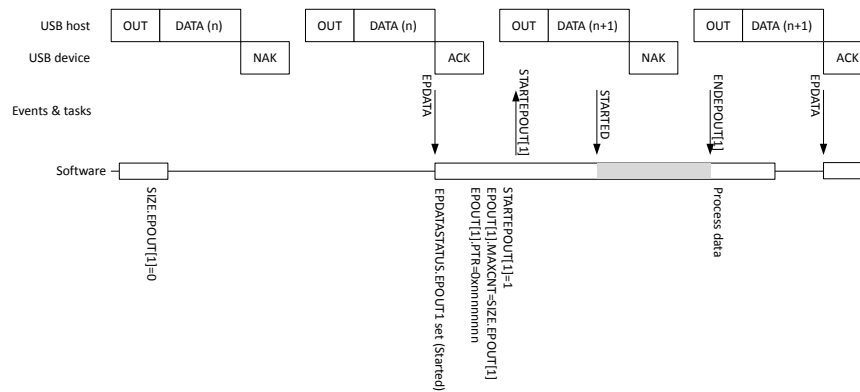 USB host
OUT
DATA (n)
OUT
DATA (n)
OUT
DATA (n+1)
OUT
DATA (n+1)
USB device
NAK
ACK
NAK
ACK
Events & tasks
EPDATA
STARTEPOUT[1]
STARTED
ENDEPOUT[1]
EPDATA
Software
SIZE.EPOUT[1]=0
EPDATASTATUS.EPOUT1 set (Started)
EPOUT[1].PTR=0xnnnnnnnn
EPOUT[1].MAXCNT=SIZE.EPOUT[1]
STARTEPOUT[1]=1
Process data